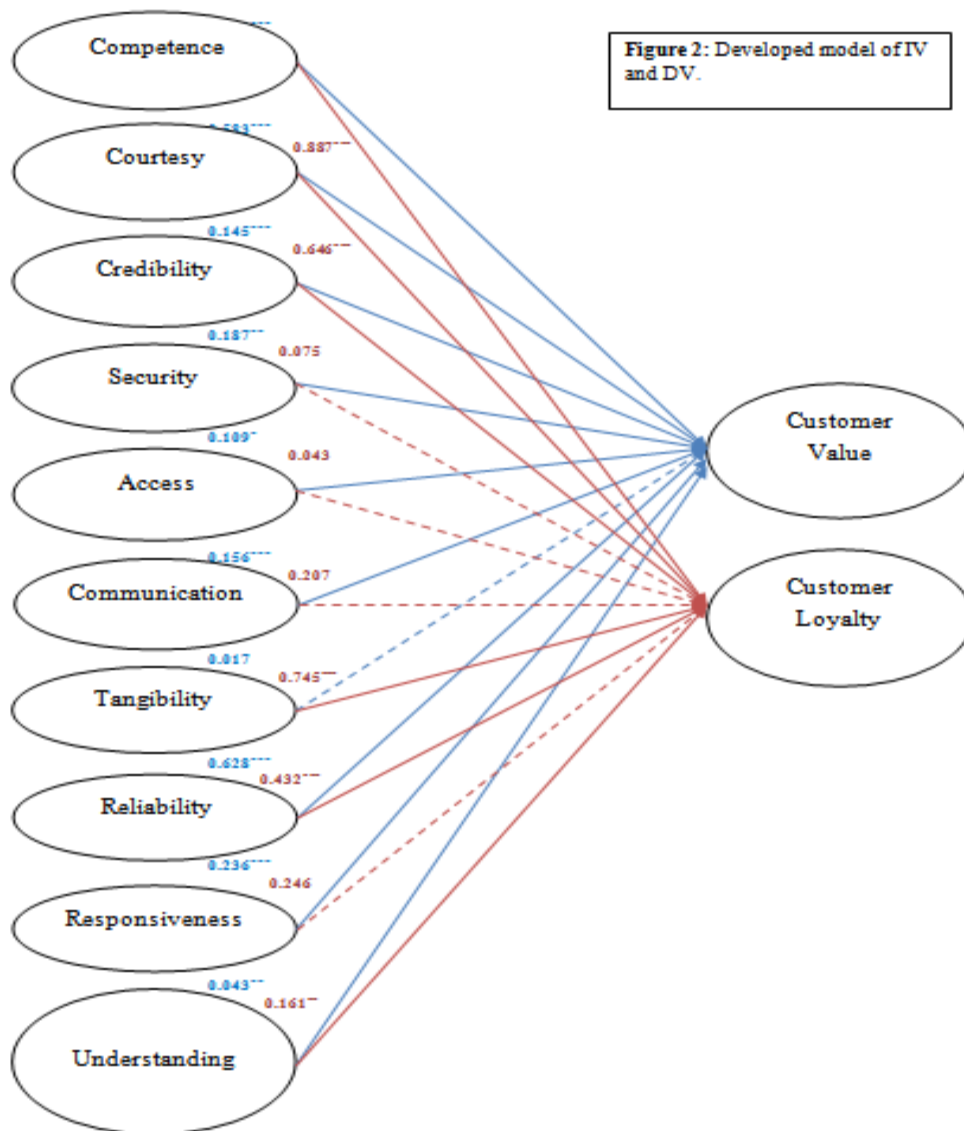 Competence
Figure 2: Developed model of IV
and DV.
0.887***
Courtesy
0.145***
0.646***
Credibility
0.187**
0.075
Security
0.109*
0.043
Access
0.156***
0.207
Communication
0.017
0.745***
Tangibility
0.628***
0.432***
Reliability
0.236***
0.246
Responsiveness
0.043**
0.161**
Understanding
Customer
Value
Customer
Loyalty